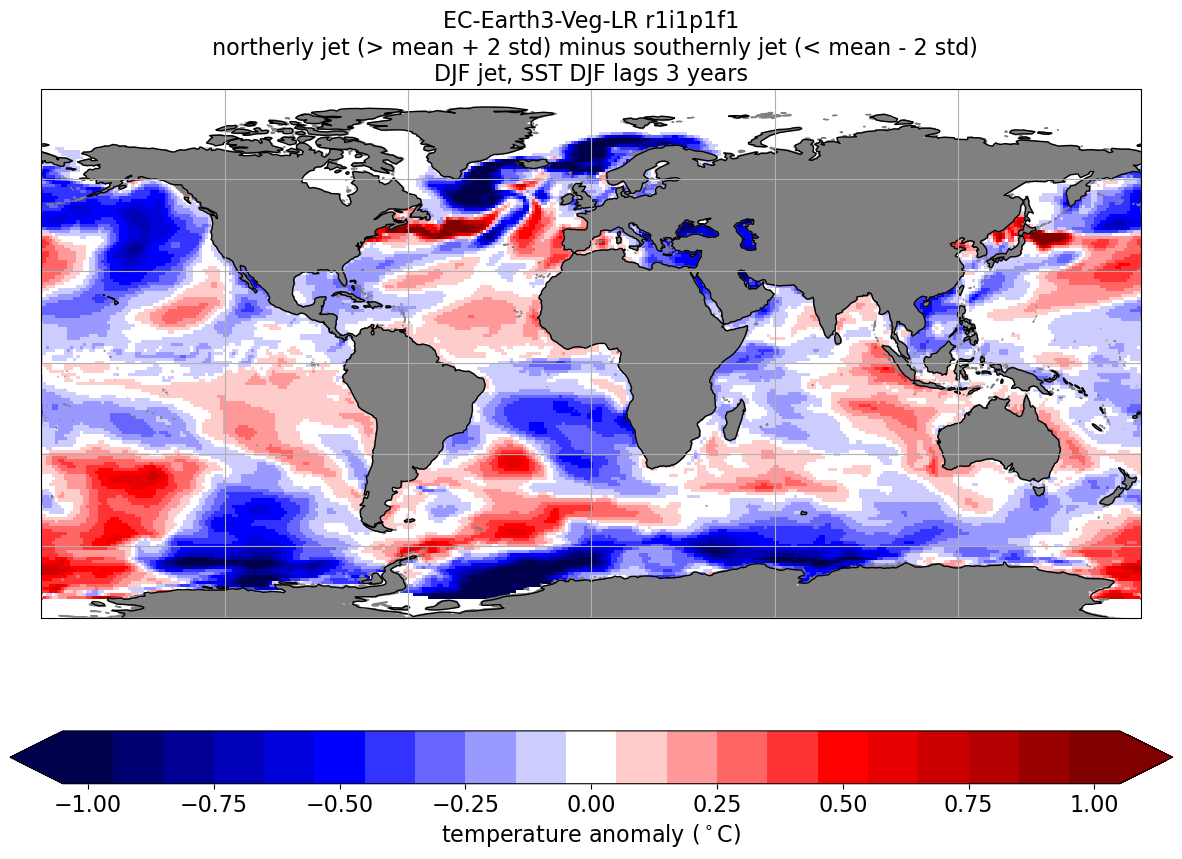 EC-Earth3-Veg-LR r1i1p1f1
northerly jet (> mean + 2 std) minus southernly jet (< mean - 2 std)
DJF jet, SST DJF lags 3 years
−1.00 −0.75 −0.50 −0.25 0.00 0.25 0.50 0.75 1.00
temperature anomaly (°C)